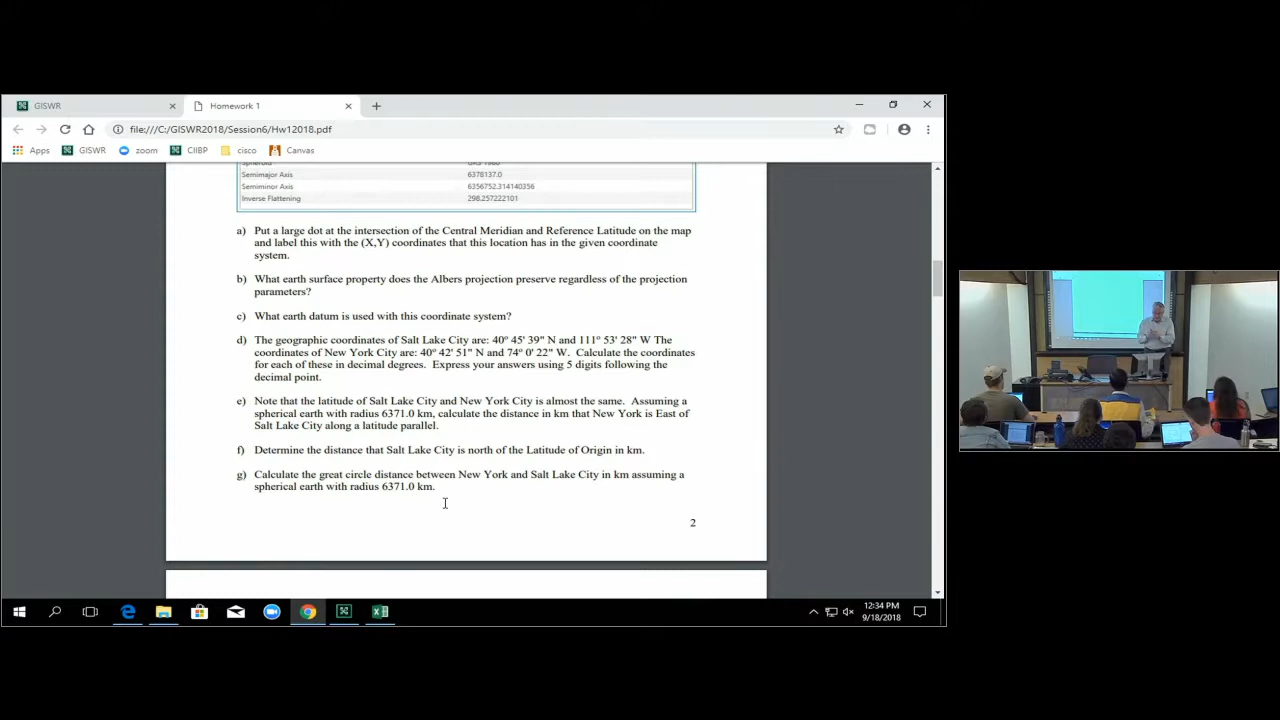 GISWR
Homework 1
file:///C:/GISWR2018/Session6/Hw12018.pdf
Apps GISWR zoom CIIBP cisco Canvas
Spheroid GRS 1980
Semimajor Axis 6378137.0
Semiminor Axis 6356752.314140356
Inverse Flattening 298.257222101
a) Put a large dot at the intersection of the Central Meridian and Reference Latitude on the map
and label this with the (X,Y) coordinates that this location has in the given coordinate
system.
b) What earth surface property does the Albers projection preserve regardless of the projection
parameters?
c) What earth datum is used with this coordinate system?
d) The geographic coordinates of Salt Lake City are: 40º 45' 39" N and 111º 53' 28" W The
coordinates of New York City are: 40º 42' 51" N and 74º 0' 22" W. Calculate the coordinates
for each of these in decimal degrees. Express your answers using 5 digits following the
decimal point.
e) Note that the latitude of Salt Lake City and New York City is almost the same. Assuming a
spherical earth with radius 6371.0 km, calculate the distance in km that New York is East of
Salt Lake City along a latitude parallel.
f) Determine the distance that Salt Lake City is north of the Latitude of Origin in km.
g) Calculate the great circle distance between New York and Salt Lake City in km assuming a
spherical earth with radius 6371.0 km.
2
12:34 PM
9/18/2018